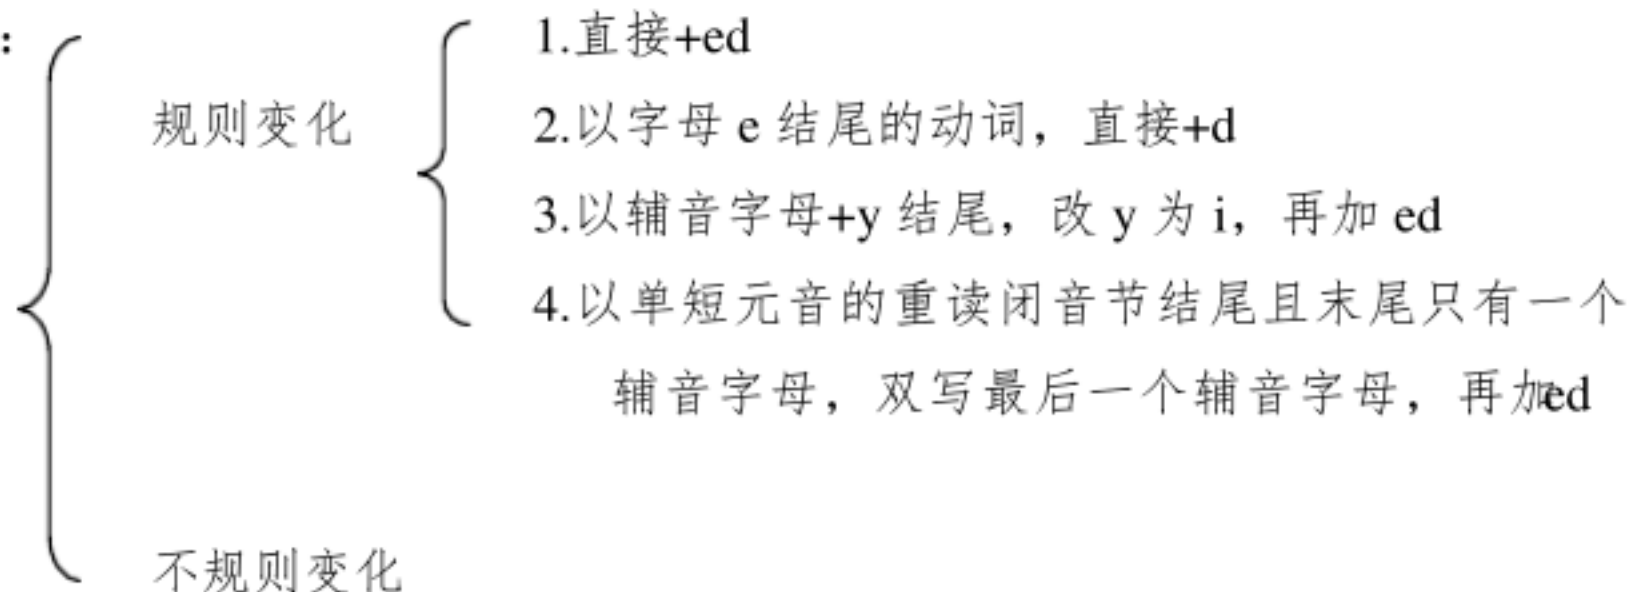 :
1.直接+ed
规则变化
2.以字母 e 结尾的动词，直接+d
3.以辅音字母+y 结尾，改 y 为 i，再加 ed
4.以单短元音的重读闭音节结尾且末尾只有一个
辅音字母，双写最后一个辅音字母，再加ed
不规则变化